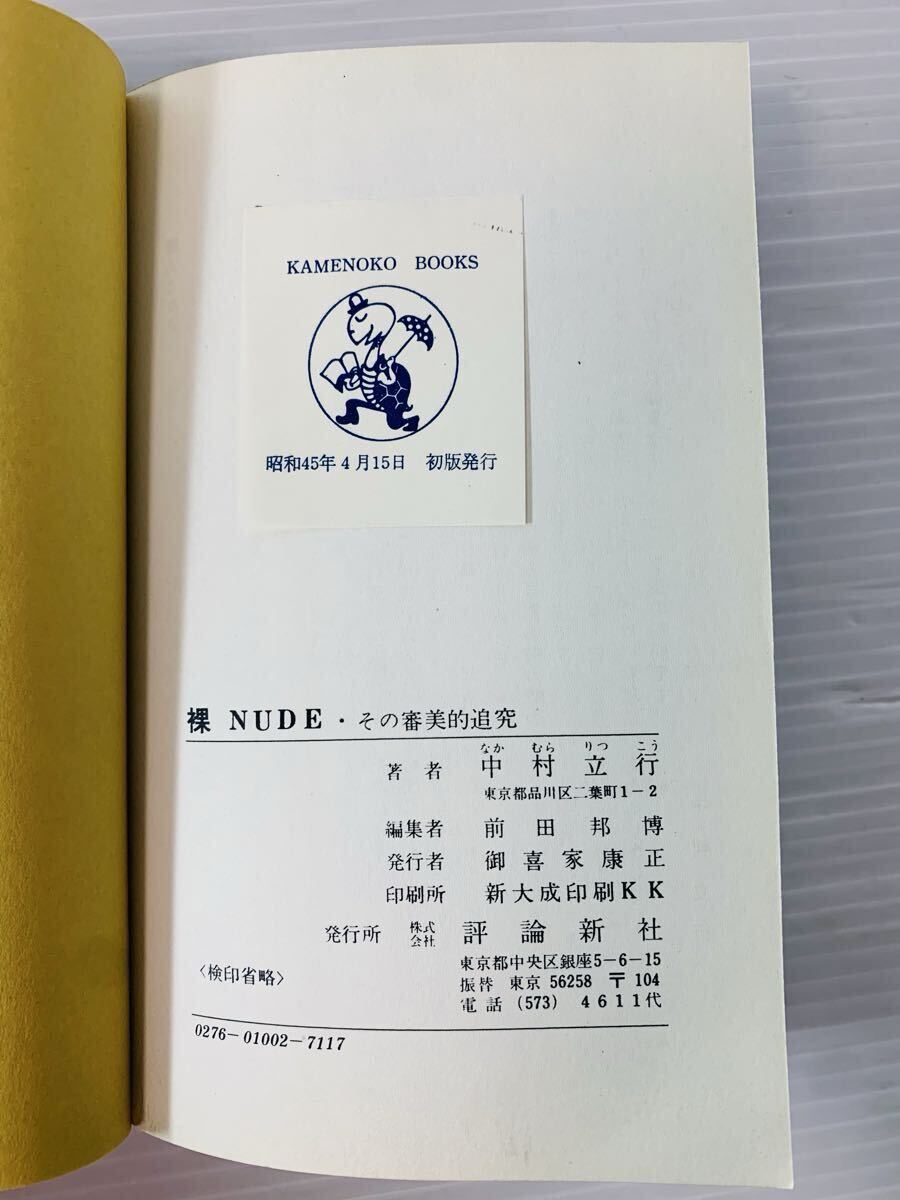 KAMENOKO BOOKS
昭和45年4月15日 初版発行
裸 NUDE・その審美的追究
なか むら りつ こう
著者 中村立行
東京都品川区二葉町1-2
編集者 前田邦博
発行者 御喜家康正
印刷所 新大成印刷KK
発行所 株式会社 評論新社
東京都中央区銀座5-6-15
〈検印省略〉 振替 東京 56258 〒104
電話 (573) 4611代
0276-01002-7117